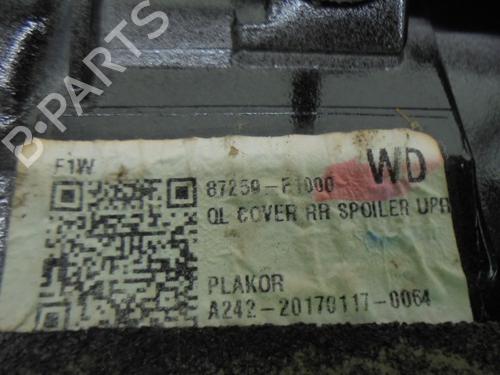 B-PARTS
F1W
87259-F1000
WD
QL COVER RR SPOILER UPR
PLAKOR
A242-20170117-0064